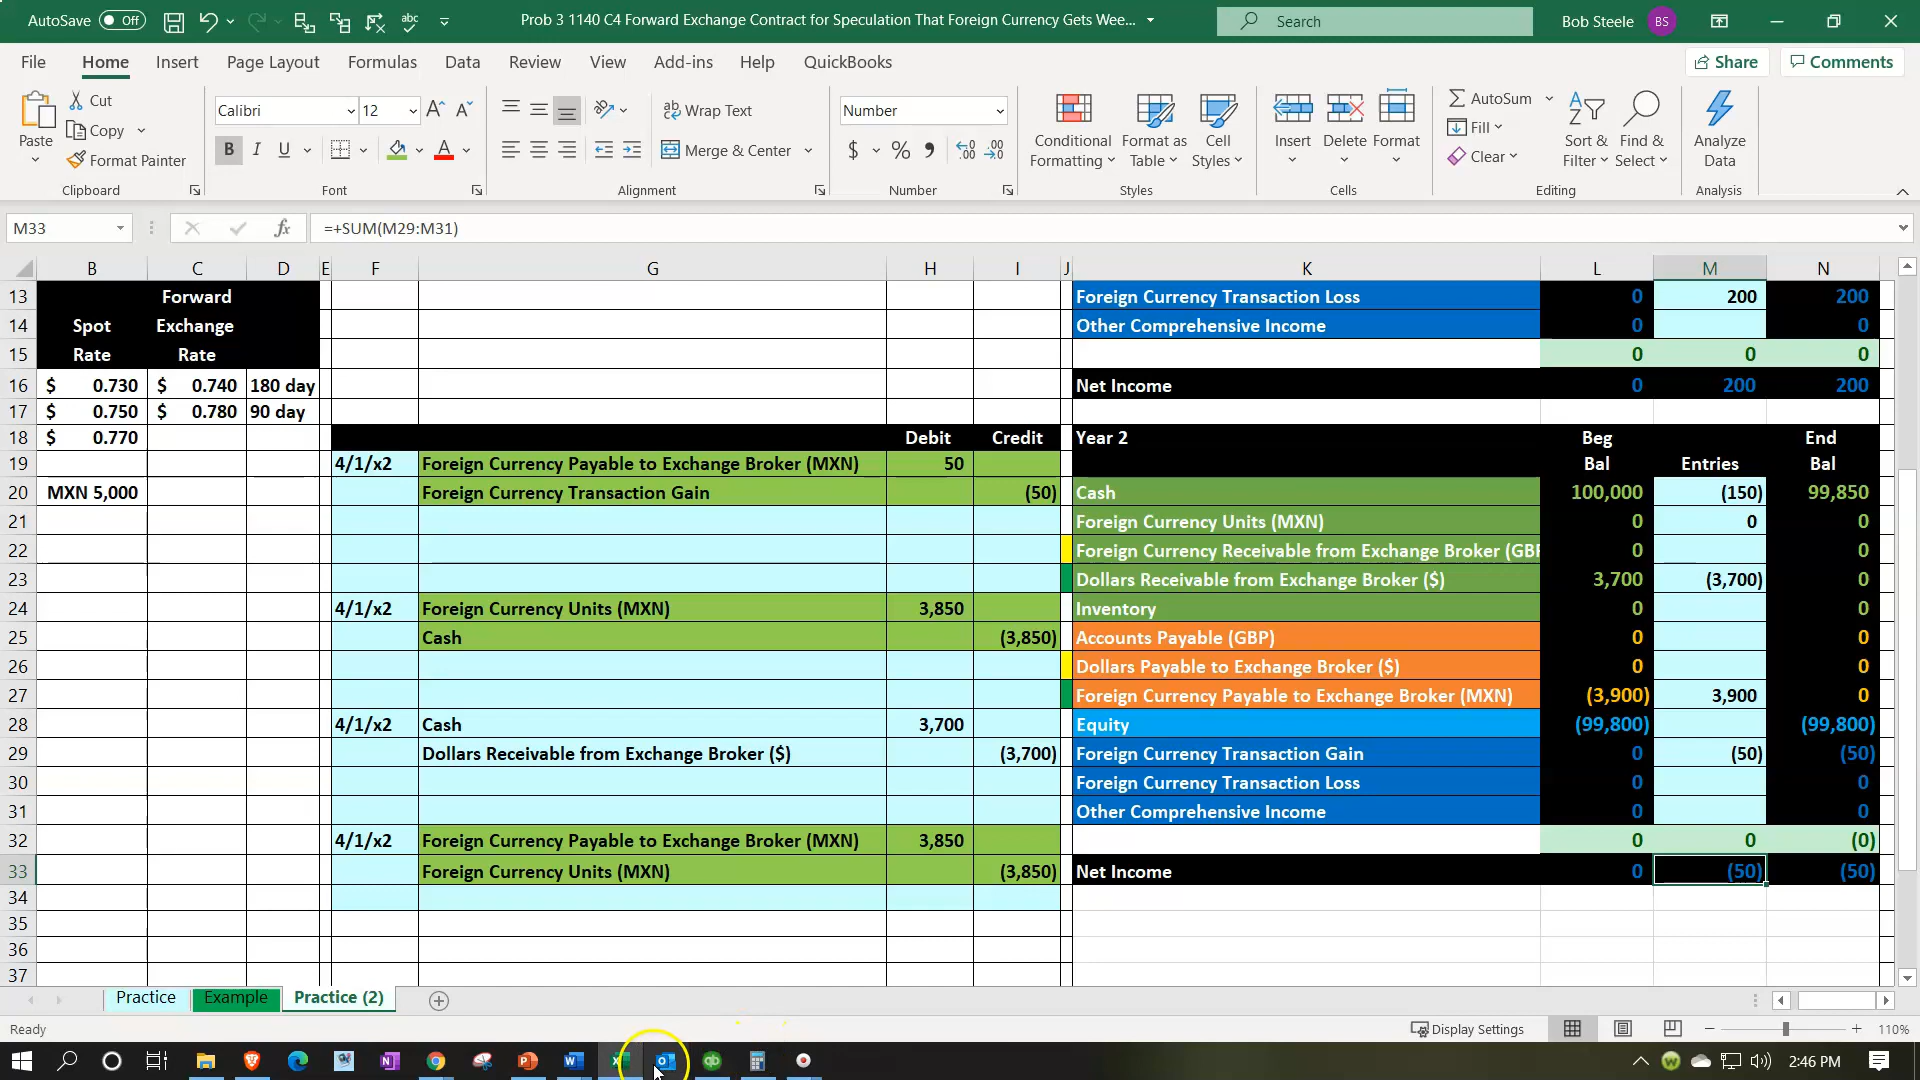 AutoSave Off Prob 3 1140 C4 Forward Exchange Contract for Speculation That Foreign Currency Gets Wee... Search Bob Steele BS
File Home Insert Page Layout Formulas Data Review View Add-ins Help QuickBooks Share Comments
Paste
Cut
Copy
Format Painter
Clipboard
Calibri 12
B I U
Font
Wrap Text
Merge & Center
Alignment
Number
$ % 9
Number
Conditional Formatting
Format as Table
Cell Styles
Styles
Insert
Delete
Format
Cells
AutoSum
Fill
Clear
Sort & Filter
Find & Select
Editing
Analyze Data
Analysis
M33 fx =+SUM(M29:M31)
B C D E F G H I J K L M N
13 Forward Foreign Currency Transaction Loss 0 200 200
14 Spot Exchange Other Comprehensive Income 0 0
15 Rate Rate 0 0 0
16 $ 0.730 $ 0.740 180 day Net Income 0 200 200
17 $ 0.750 $ 0.780 90 day
18 $ 0.770 Debit Credit Year 2 Beg End
19 4/1/x2 Foreign Currency Payable to Exchange Broker (MXN) 50 Bal Entries Bal
20 MXN 5,000 Foreign Currency Transaction Gain (50) Cash 100,000 (150) 99,850
21 Foreign Currency Units (MXN) 0 0 0
22 Foreign Currency Receivable from Exchange Broker (GBP 0 0
23 Dollars Receivable from Exchange Broker ($) 3,700 (3,700) 0
24 4/1/x2 Foreign Currency Units (MXN) 3,850 Inventory 0 0
25 Cash (3,850) Accounts Payable (GBP) 0 0
26 Dollars Payable to Exchange Broker ($) 0 0
27 Foreign Currency Payable to Exchange Broker (MXN) (3,900) 3,900 0
28 4/1/x2 Cash 3,700 Equity (99,800) (99,800)
29 Dollars Receivable from Exchange Broker ($) (3,700) Foreign Currency Transaction Gain 0 (50) (50)
30 Foreign Currency Transaction Loss 0 0
31 Other Comprehensive Income 0 0
32 4/1/x2 Foreign Currency Payable to Exchange Broker (MXN) 3,850 0 0 (0)
33 Foreign Currency Units (MXN) (3,850) Net Income 0 (50) (50)
34
35
36
37
Practice Example Practice (2)
Ready Display Settings 110%
2:46 PM